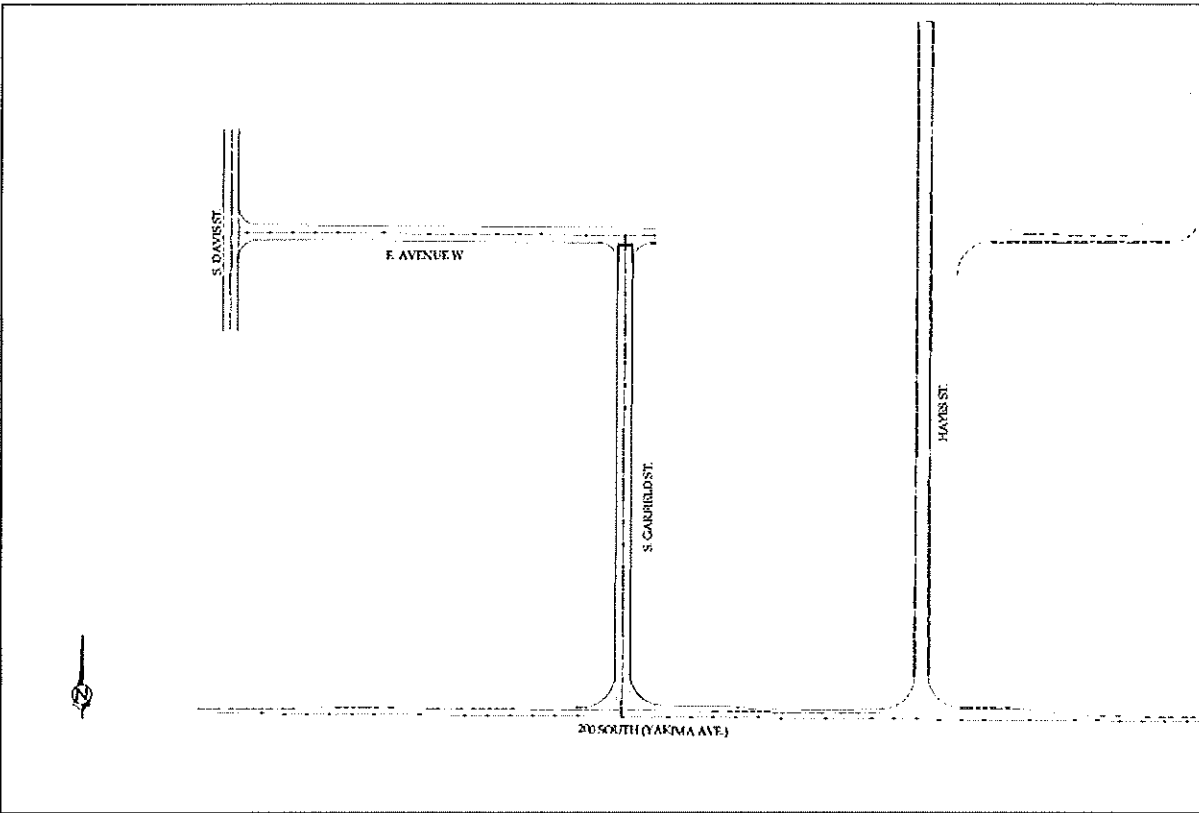 S. DAVIS ST.
E. AVENUE W
S. GARFIELD ST.
HAYES ST.
200 SOUTH (YAKIMA AVE.)
N